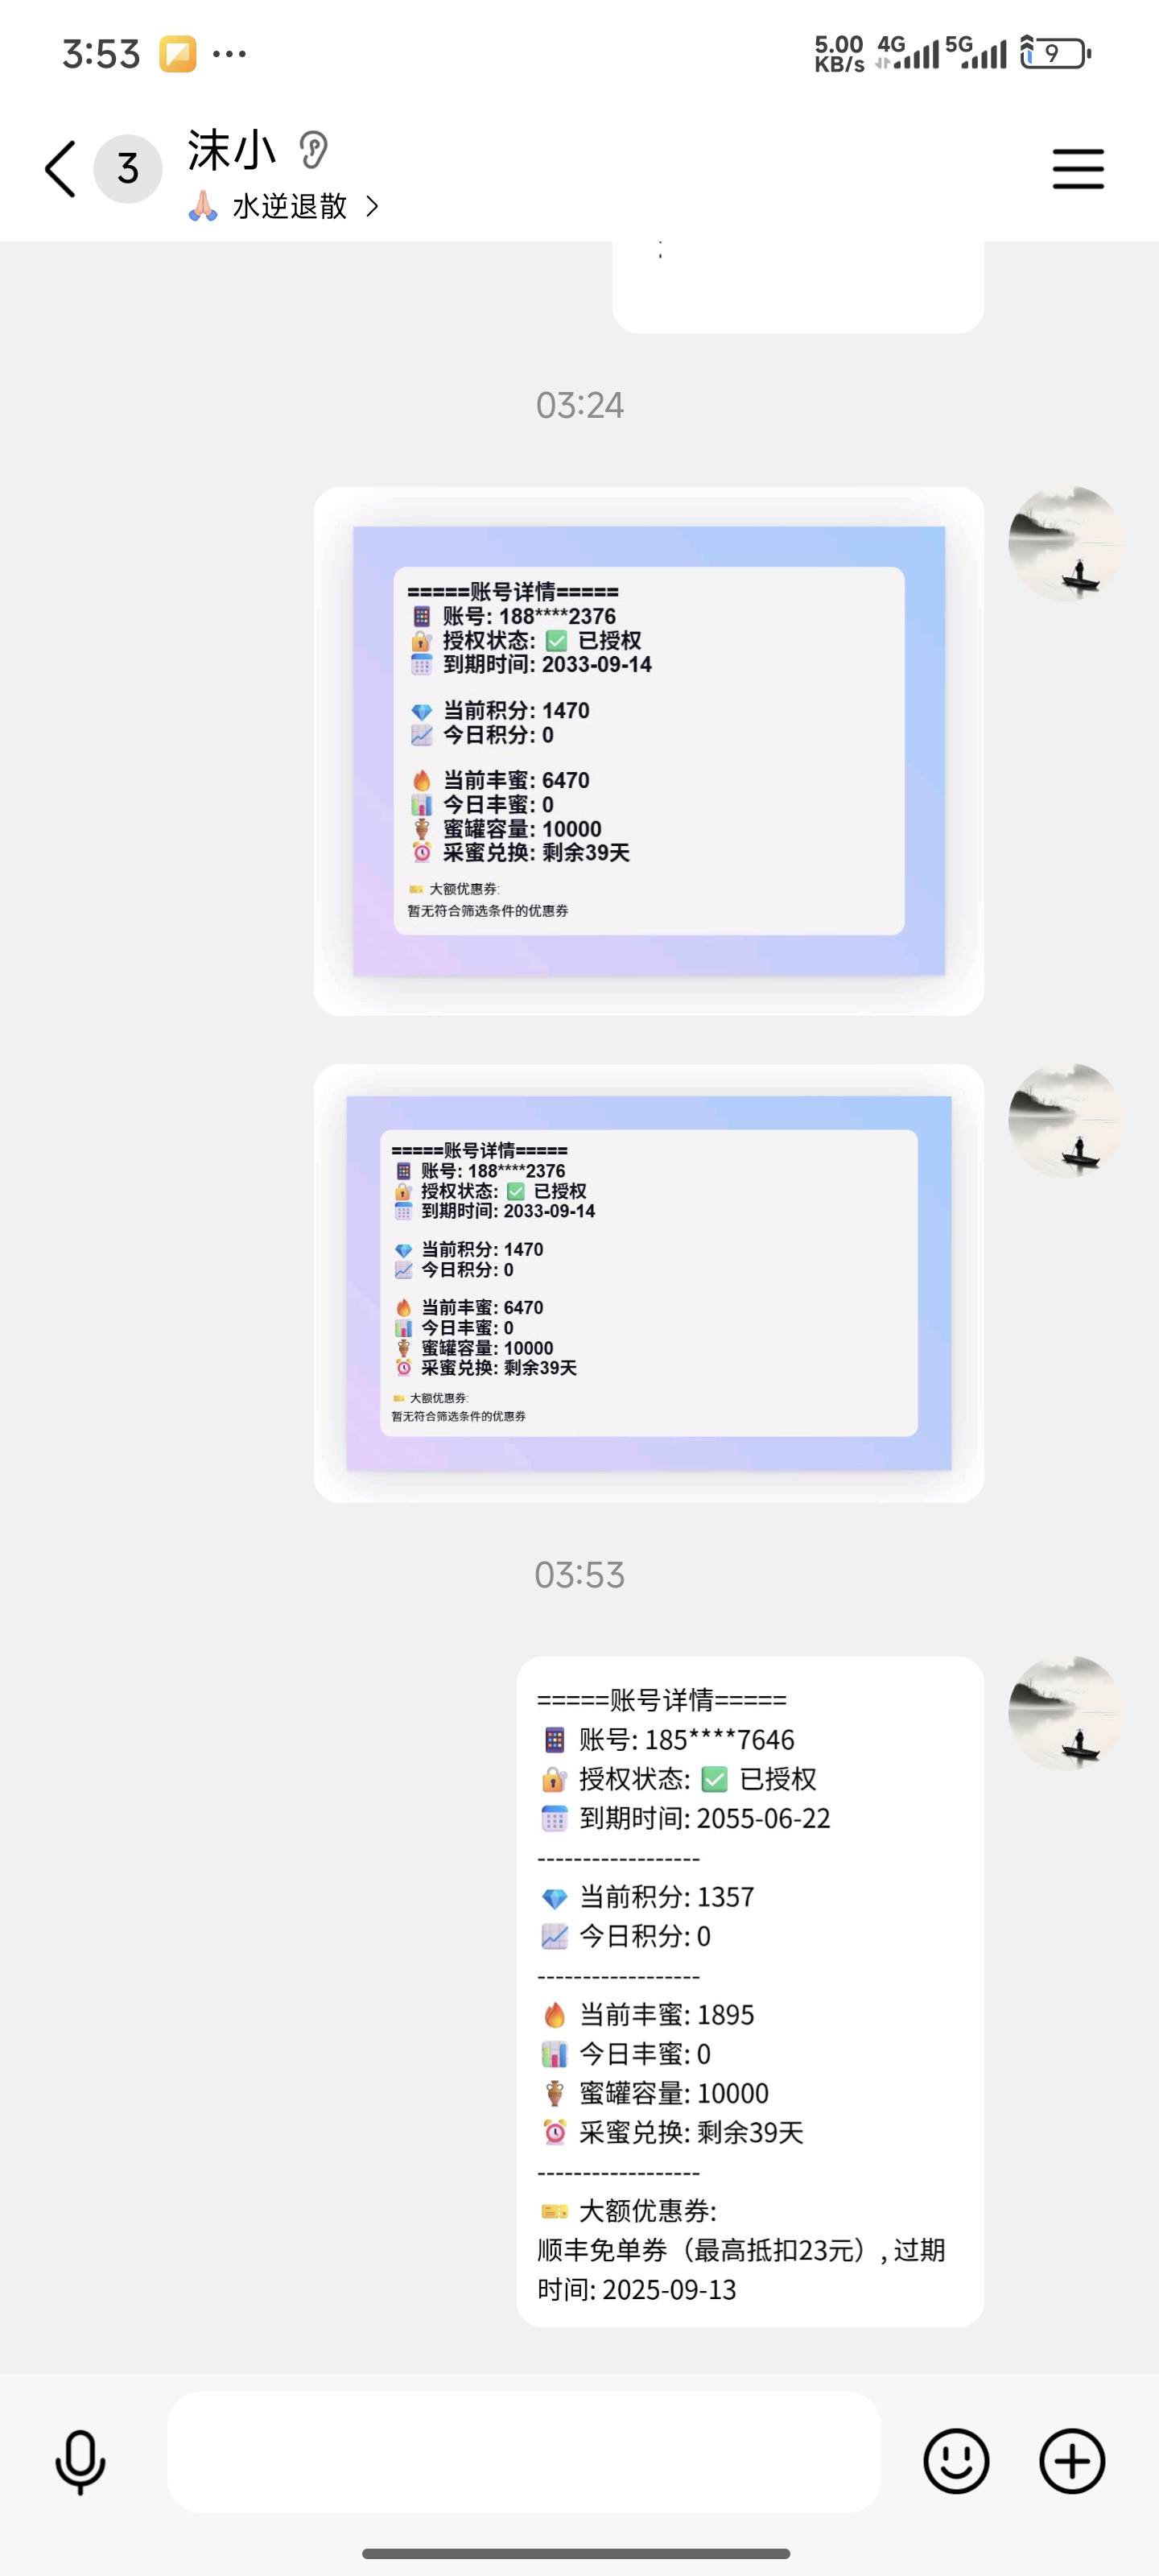 3:53
5.00 KB/s 4G 5G 9
3 沫小
🙏🏻 水逆退散 >
;
03:24
=====账号详情=====
账号: 188****2376
授权状态: ✅ 已授权
到期时间: 2033-09-14
当前积分: 1470
今日积分: 0
当前丰蜜: 6470
今日丰蜜: 0
蜜罐容量: 10000
采蜜兑换: 剩余39天
大额优惠券:
暂无符合筛选条件的优惠券
=====账号详情=====
账号: 188****2376
授权状态: ✅ 已授权
到期时间: 2033-09-14
当前积分: 1470
今日积分: 0
当前丰蜜: 6470
今日丰蜜: 0
蜜罐容量: 10000
采蜜兑换: 剩余39天
大额优惠券:
暂无符合筛选条件的优惠券
03:53
=====账号详情=====
账号: 185****7646
授权状态: ✅ 已授权
到期时间: 2055-06-22
------------------
当前积分: 1357
今日积分: 0
------------------
当前丰蜜: 1895
今日丰蜜: 0
蜜罐容量: 10000
采蜜兑换: 剩余39天
------------------
大额优惠券:
顺丰免单券（最高抵扣23元）, 过期
时间: 2025-09-13